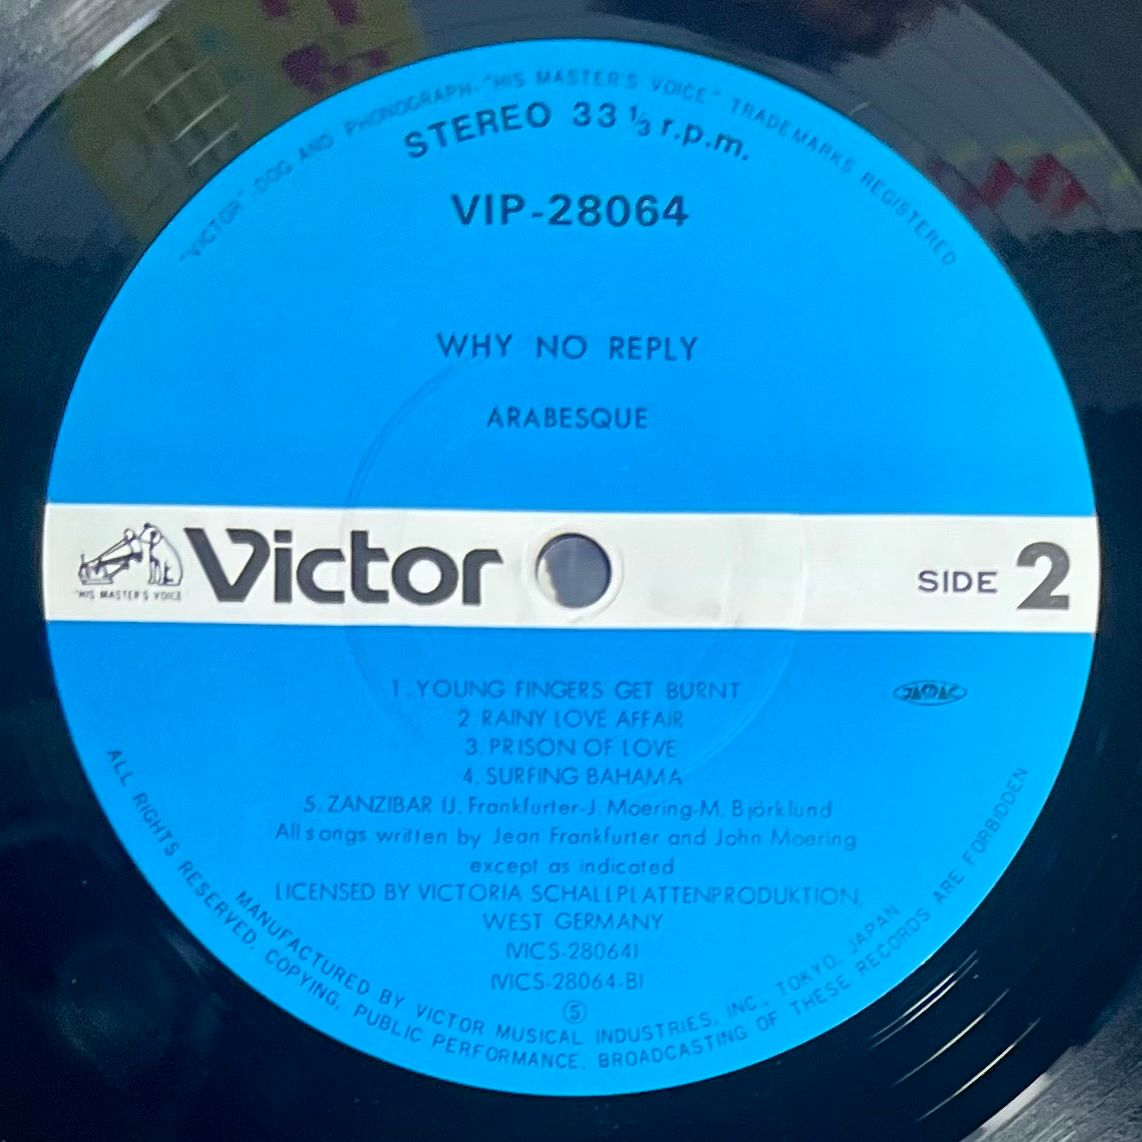 "VICTOR" DOG AND PHONOGRAPH-"HIS MASTER'S VOICE" TRADEMARKS REGISTERED
STEREO 33 ⅓ r.p.m.
VIP-28064
WHY NO REPLY
ARABESQUE
"HIS MASTER'S VOICE"
Victor
SIDE 2
1. YOUNG FINGERS GET BURNT
JASRAC
2. RAINY LOVE AFFAIR
3. PRISON OF LOVE
4. SURFING BAHAMA
5. ZANZIBAR (J. Frankfurter-J. Moering-M. Björklund
All songs written by Jean Frankfurter and John Moering
except as indicated
LICENSED BY VICTORIA SCHALLPLATTENPRODUKTION,
WEST GERMANY
(VICS-28064)
(VICS-28064-B)
⑤
MANUFACTURED BY VICTOR MUSICAL INDUSTRIES, INC., TOKYO, JAPAN
ALL RIGHTS RESERVED. COPYING, PUBLIC PERFORMANCE, BROADCASTING OF THESE RECORDS ARE FORBIDDEN